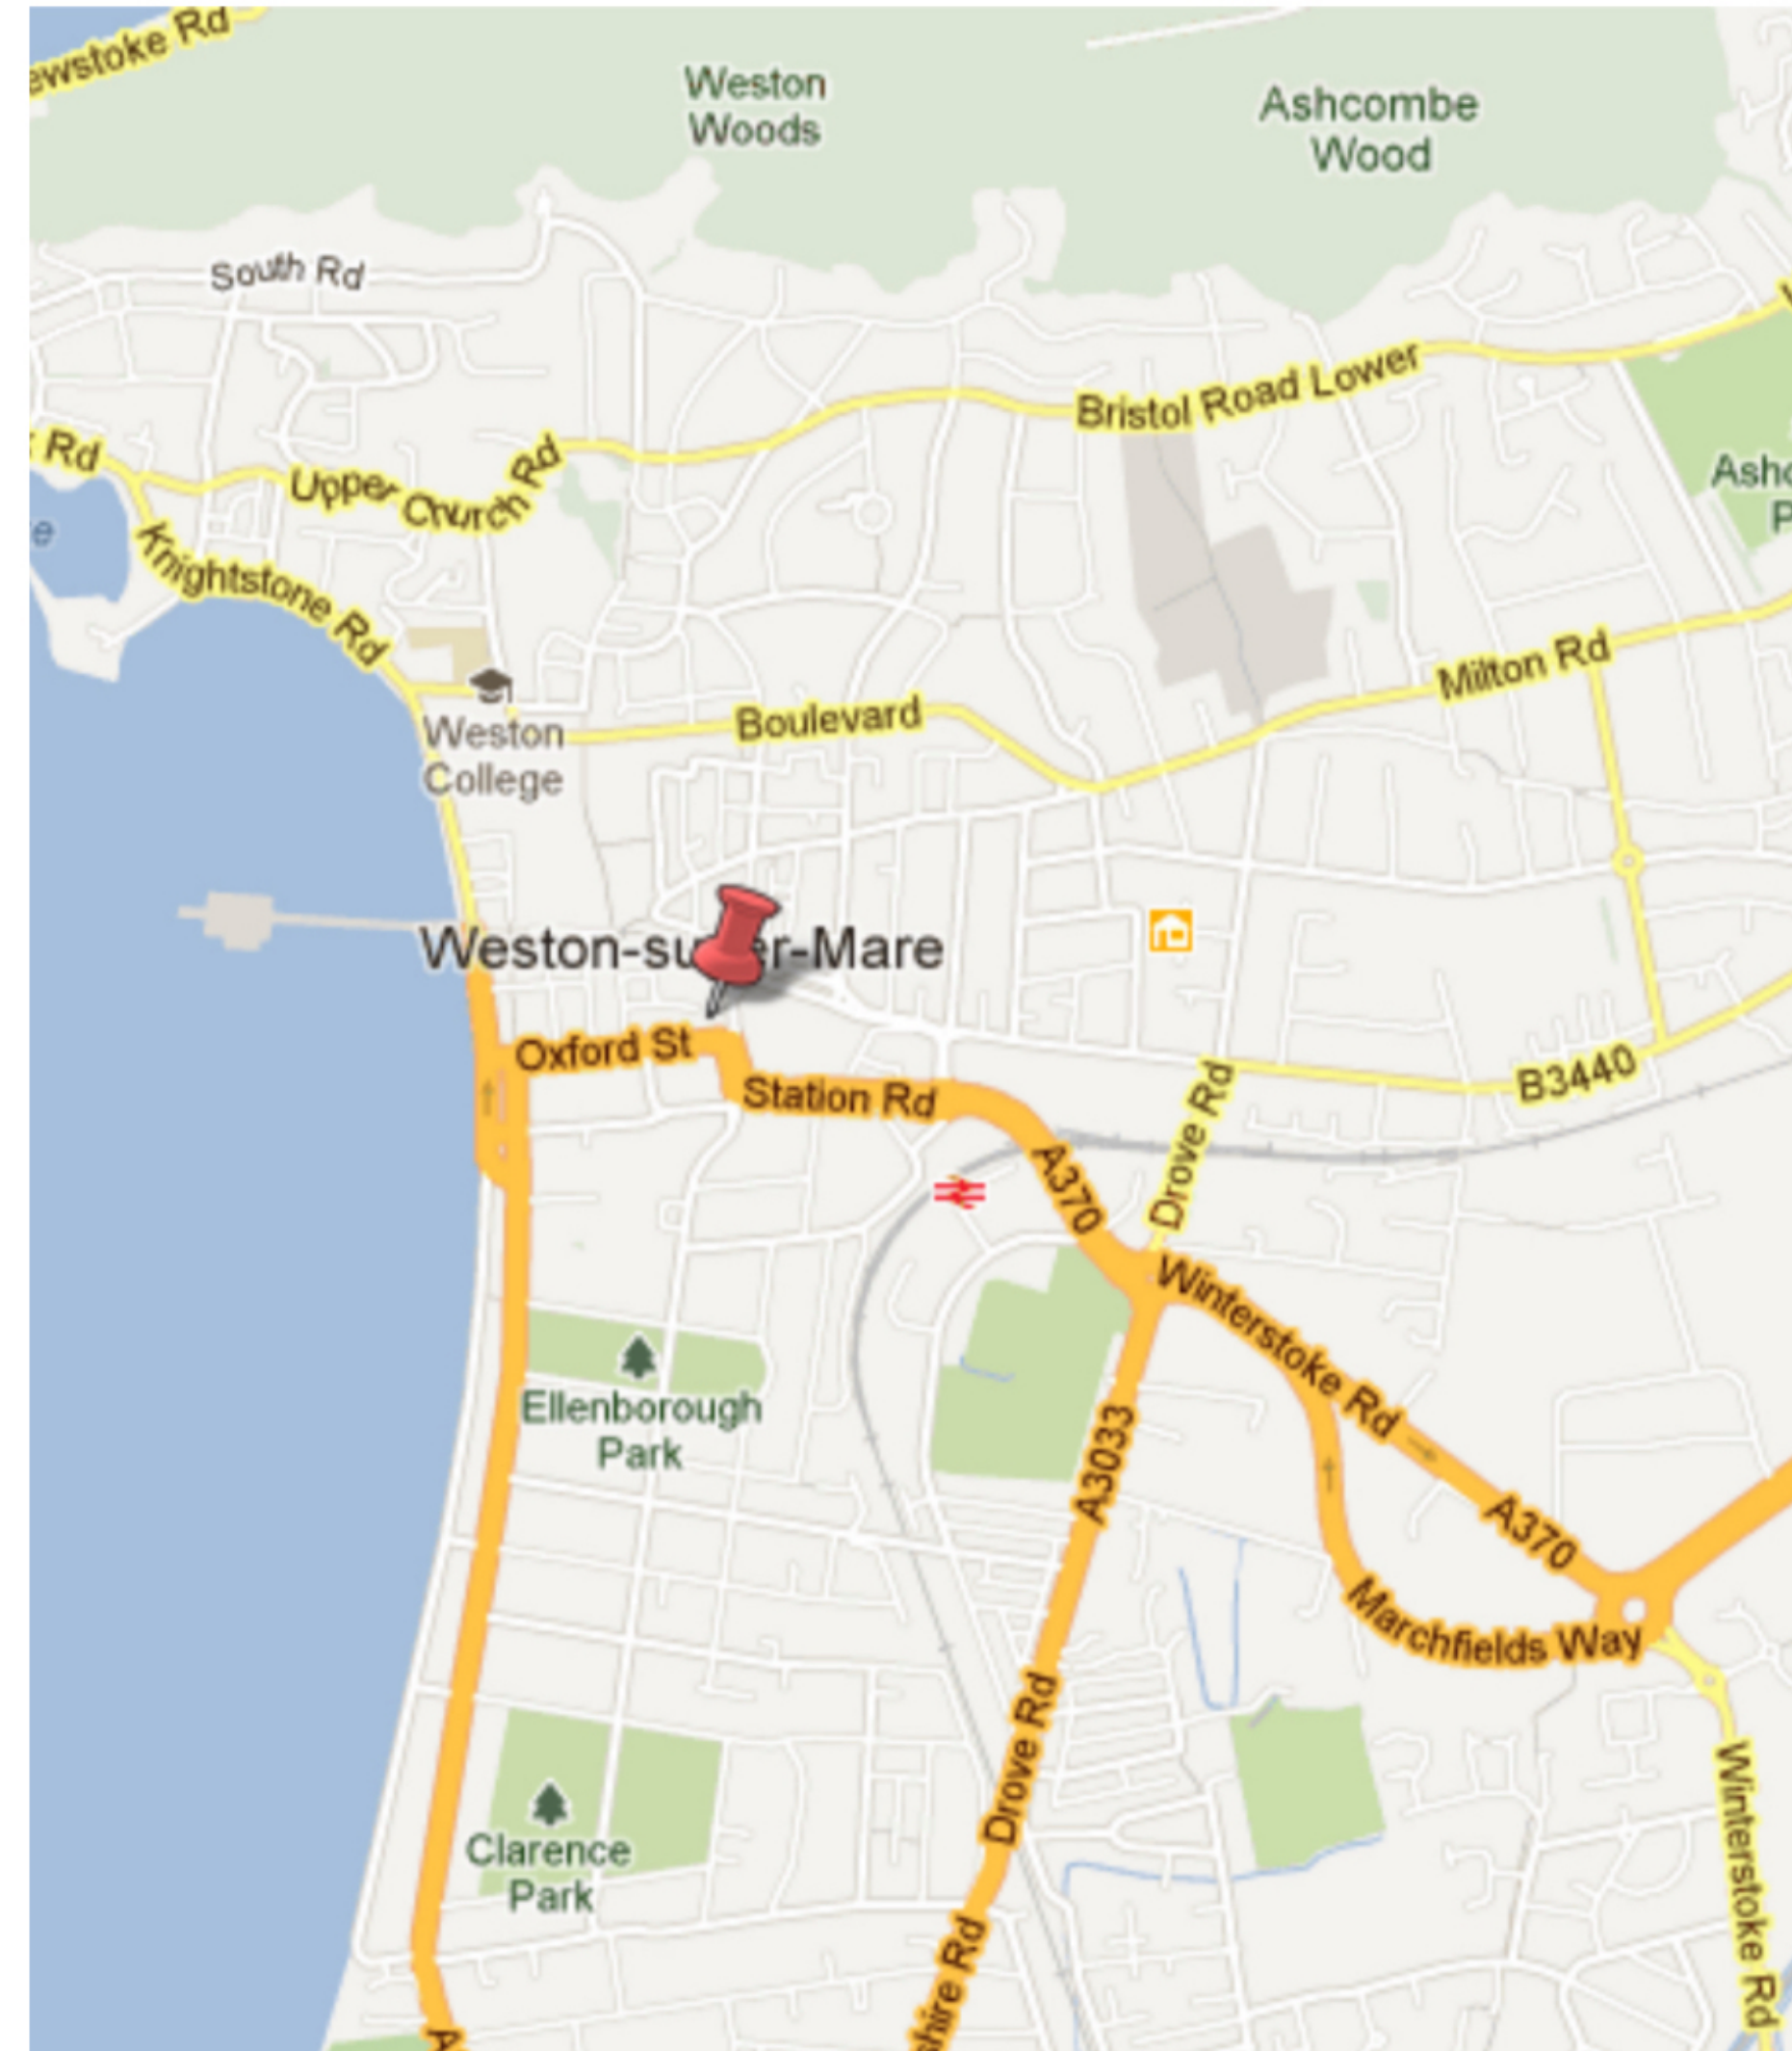 ewstoke Rd
Weston
Woods
Ashcombe
Wood
South Rd
Bristol Road Lower
Rd
Upper Church Rd
Ashc
P
e
Knightstone Rd
Milton Rd
Boulevard
Weston
College
Weston-su er-Mare
Oxford St
Station Rd
B3440
Drove Rd
A370
Winterstoke Rd
Ellenborough
Park
A3033
A370
Marchfields Way
Drove Rd
Winterstoke Rd
Clarence
Park
shire Rd
A